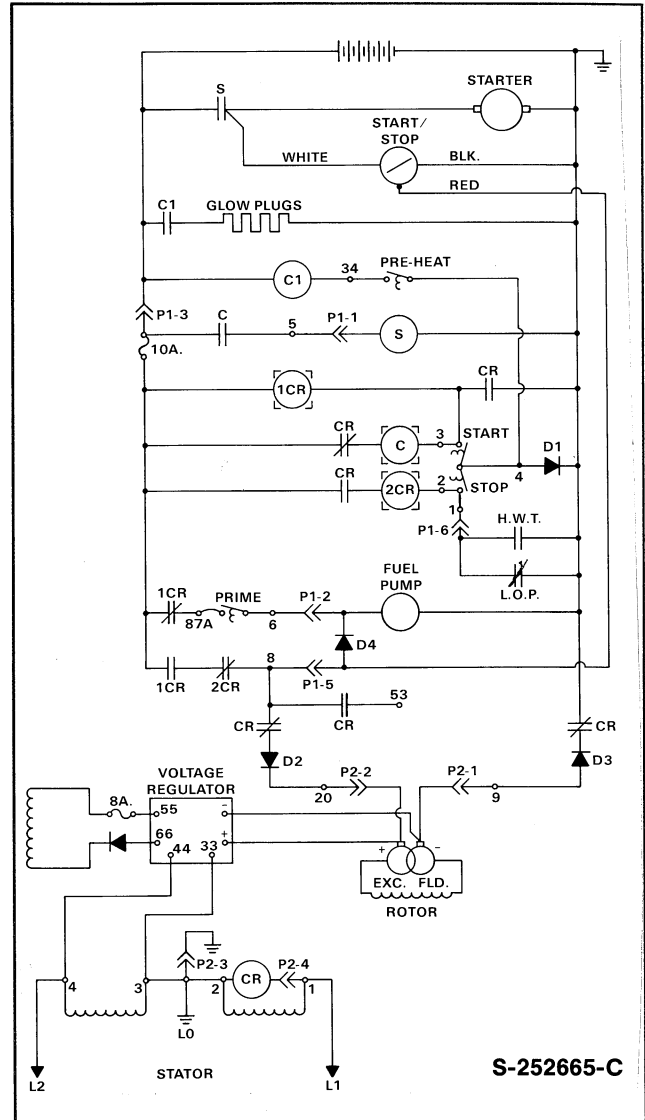 STARTER
S
START/
STOP
WHITE
BLK.
RED
C1
GLOW PLUGS
C1
34
PRE-HEAT
P1-3
C
5
P1-1
S
10A.
1CR
CR
CR
C
3
START
D1
CR
2CR
2
STOP
4
1
P1-6
H.W.T.
L.O.P.
FUEL
PUMP
1CR
PRIME
P1-2
87A
6
D4
8
1CR
2CR
P1-5
53
CR
CR
CR
D2
D3
VOLTAGE
REGULATOR
P2-2
P2-1
20
9
8A.
55
-
66
44
33
+
+
-
EXC.
FLD.
ROTOR
P2-3
P2-4
CR
4
3
2
1
L0
L2
STATOR
L1
S-252665-C